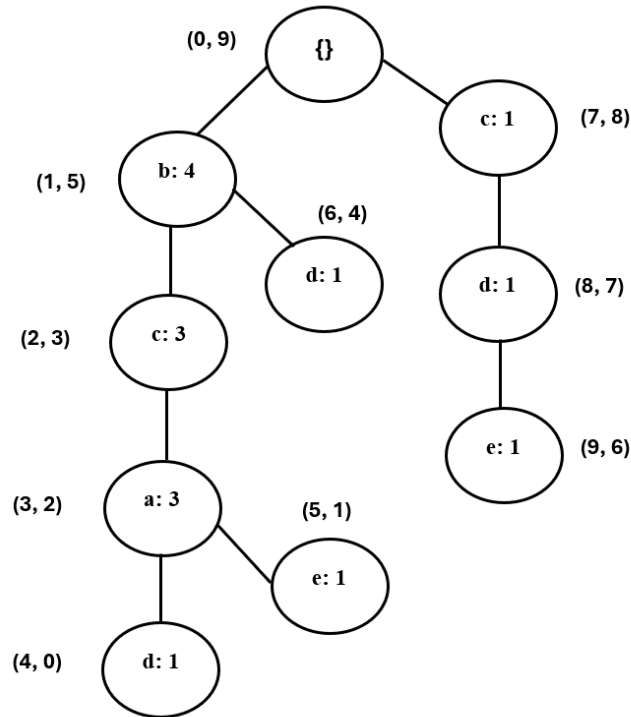 (0, 9)
{}
c: 1
(7, 8)
(1, 5)
b: 4
(6, 4)
d: 1
d: 1
(8, 7)
(2, 3)
c: 3
e: 1
(9, 6)
(3, 2)
a: 3
(5, 1)
e: 1
(4, 0)
d: 1